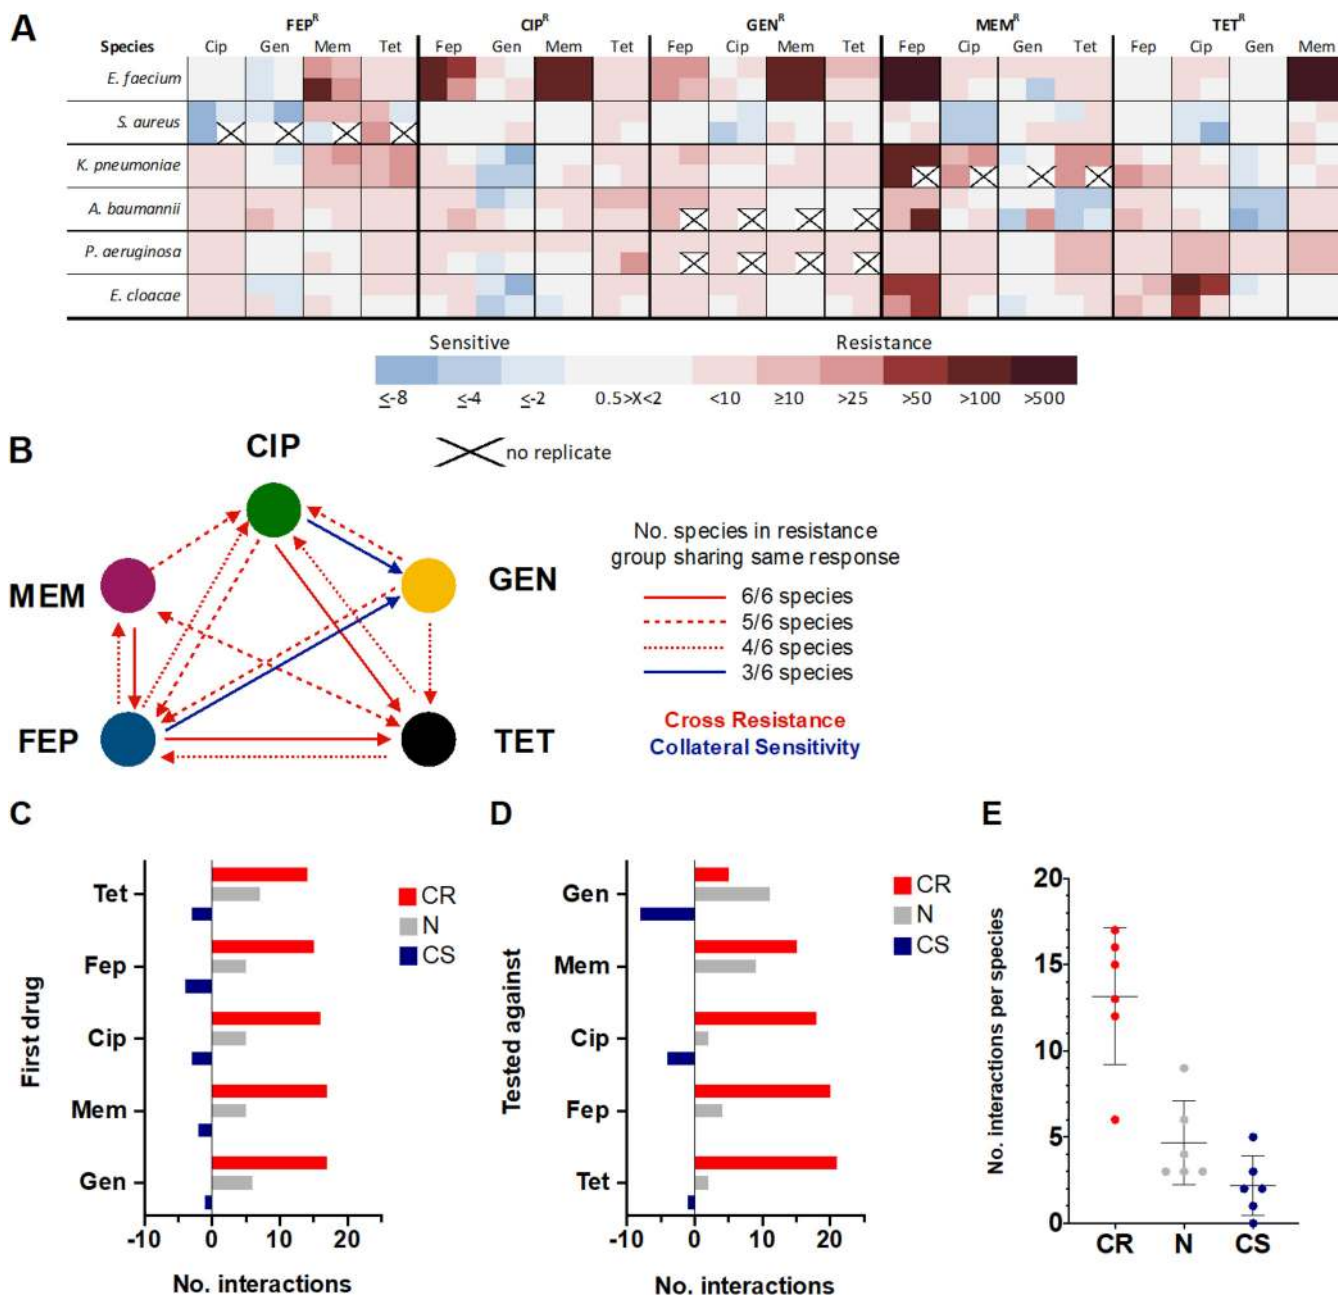 A
FEP^R CIP^R GEN^R MEM^R TET^R
Species Cip Gen Mem Tet Fep Gen Mem Tet Fep Cip Mem Tet Fep Cip Gen Tet Fep Cip Gen Mem
E. faecium
S. aureus
K. pneumoniae
A. baumannii
P. aeruginosa
E. cloacae
Sensitive Resistance
≤-8 ≤-4 ≤-2 0.5>X<2 <10 ≥10 >25 >50 >100 >500
B
no replicate
CIP
MEM
GEN
FEP
TET
No. species in resistance
group sharing same response
6/6 species
5/6 species
4/6 species
3/6 species
Cross Resistance
Collateral Sensitivity
C
First drug
Tet
Fep
Cip
Mem
Gen
-10 0 10 20
No. interactions
CR
N
CS
D
Tested against
Gen
Mem
Cip
Fep
Tet
-10 0 10 20
No. interactions
CR
N
CS
E
No. interactions per species
20
15
10
5
0
CR N CS